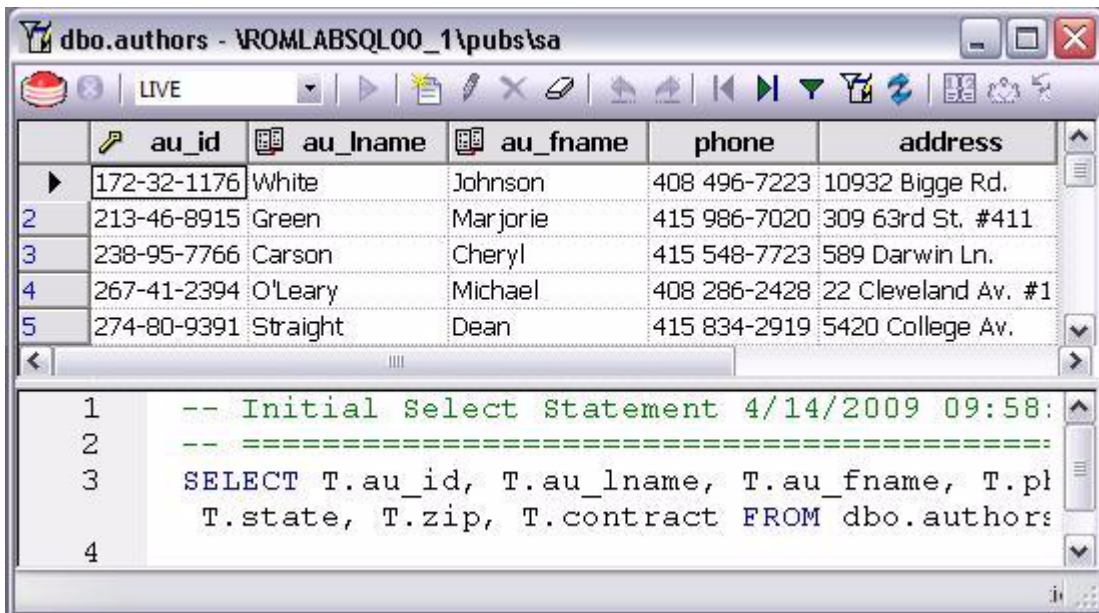 dbo.authors - \ROMLABSQL00_1\pubs\sa
LIVE
au_id au_lname au_fname phone address
172-32-1176 White Johnson 408 496-7223 10932 Bigge Rd.
2 213-46-8915 Green Marjorie 415 986-7020 309 63rd St. #411
3 238-95-7766 Carson Cheryl 415 548-7723 589 Darwin Ln.
4 267-41-2394 O'Leary Michael 408 286-2428 22 Cleveland Av. #1
5 274-80-9391 Straight Dean 415 834-2919 5420 College Av.
1 -- Initial Select Statement 4/14/2009 09:58:
2 -- ===========================================
3 SELECT T.au_id, T.au_lname, T.au_fname,
T.state, T.zip, T.contract FROM dbo.authors
4